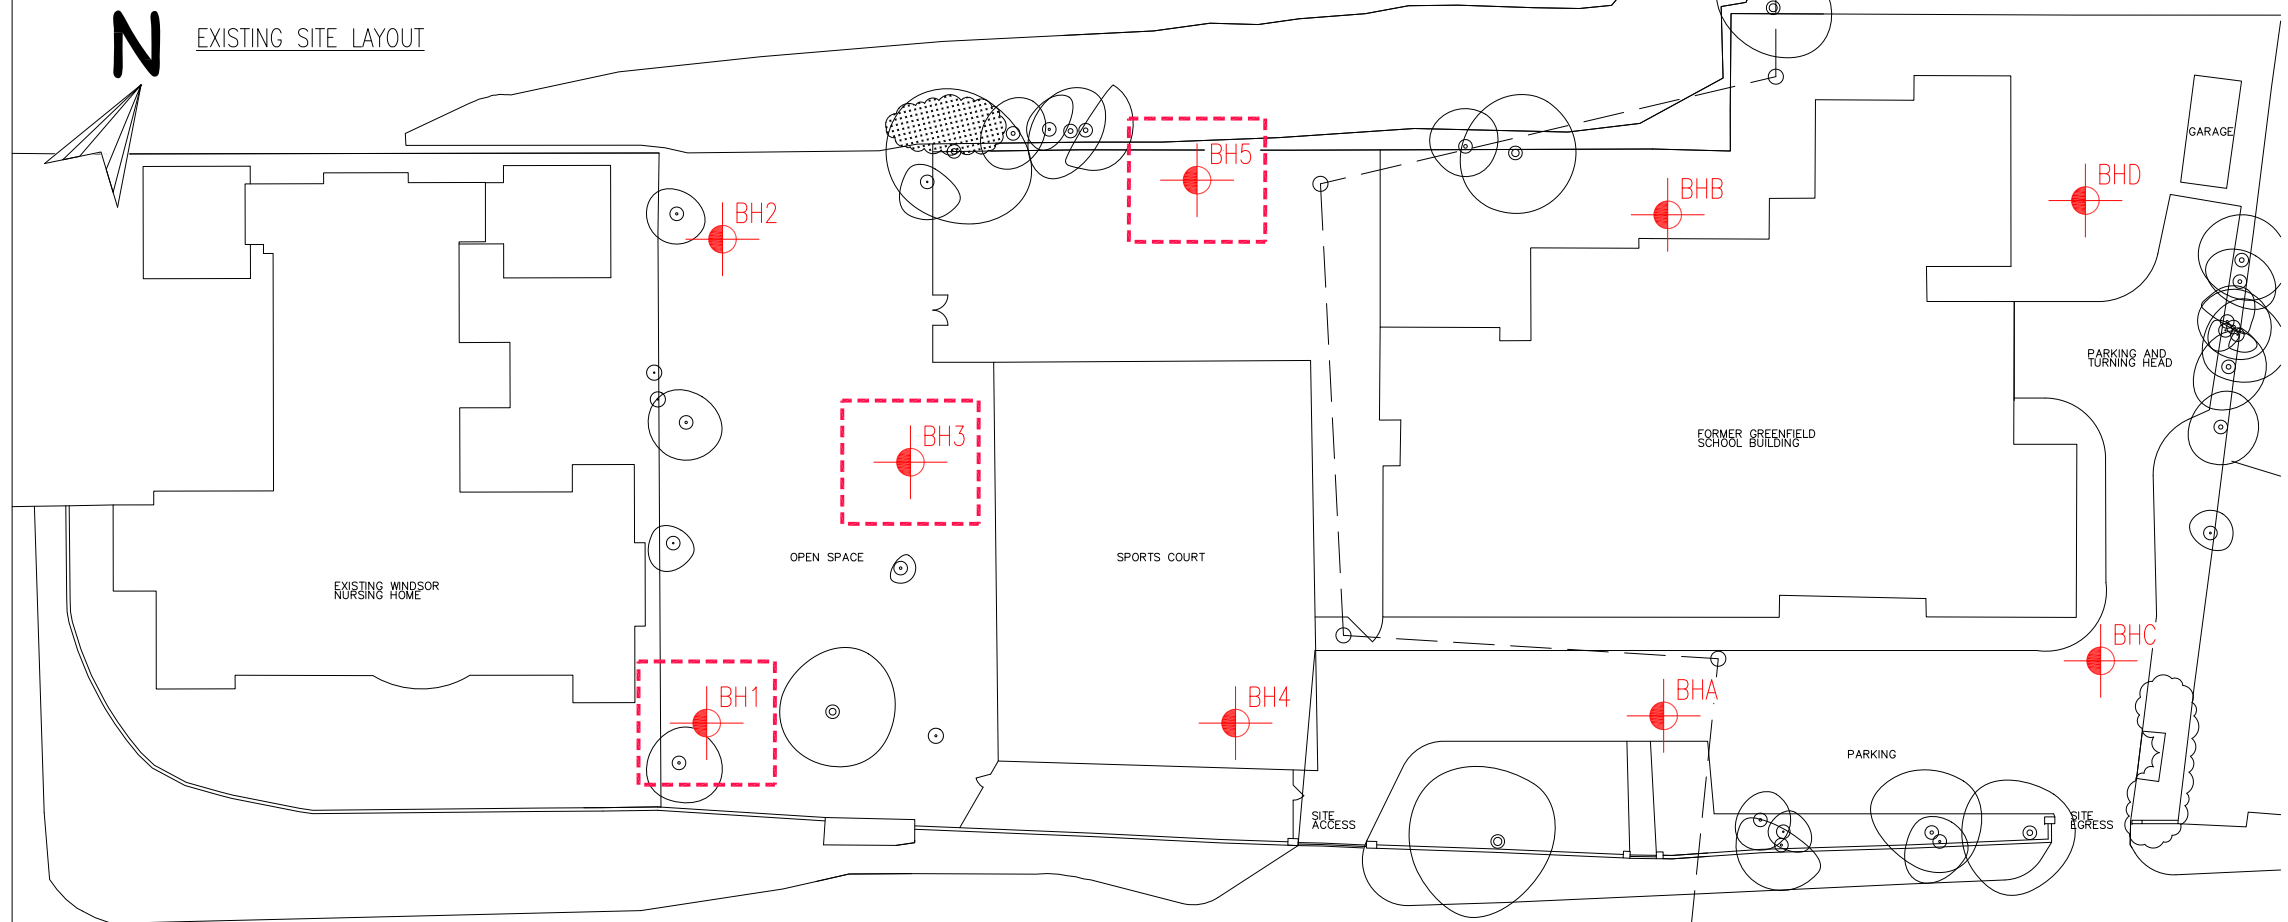 N
EXISTING SITE LAYOUT
GARAGE
BH5
BHB
BHD
BH2
PARKING AND
TURNING HEAD
BH3
FORMER GREENFIELD
SCHOOL BUILDING
OPEN SPACE
SPORTS COURT
EXISTING WINDSOR
NURSING HOME
BHC
BH1
BH4
BHA
PARKING
SITE
ACCESS
SITE
EGRESS